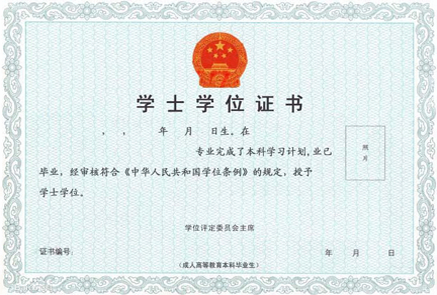 学士学位证书
， ， 年 月 日生。在
专业完成了本科学习计划,业已
毕业，经审核符合《中华人民共和国学位条例》的规定，授予
学士学位。
照片
学位评定委员会主席
证书编号： 年 月 日
（成人高等教育本科毕业生）